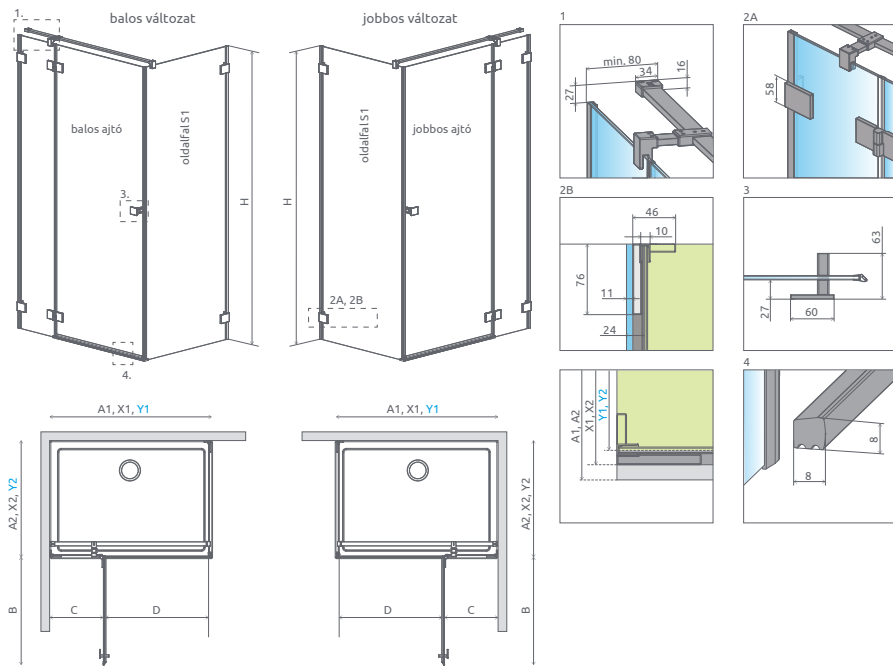 1.
balos változat
jobbos változat
balos ajtó
oldalfal S1
H
3.
4.
H
oldalfal S1
jobbos ajtó
2A, 2B
1
min. 80
34
16
27
2A
58
2B
46
10
76
11
24
3
63
27
60
A1, A2
X1, X2
Y1, Y2
4
8
8
A1, X1, Y1
A2, X2, Y2
B
C
D
A1, X1, Y1
A2, X2, Y2
B
D
C